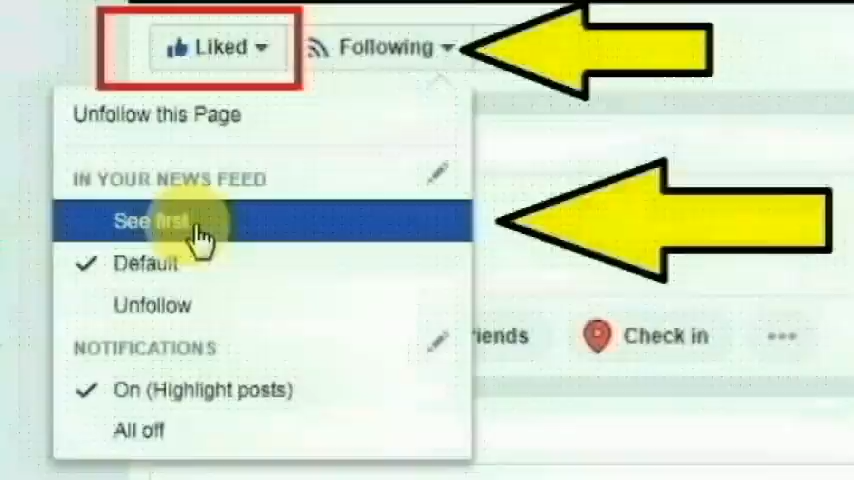 Liked Following
Unfollow this Page
IN YOUR NEWS FEED
See first
Default
Unfollow
riends Check in
NOTIFICATIONS
On (Highlight posts)
All off